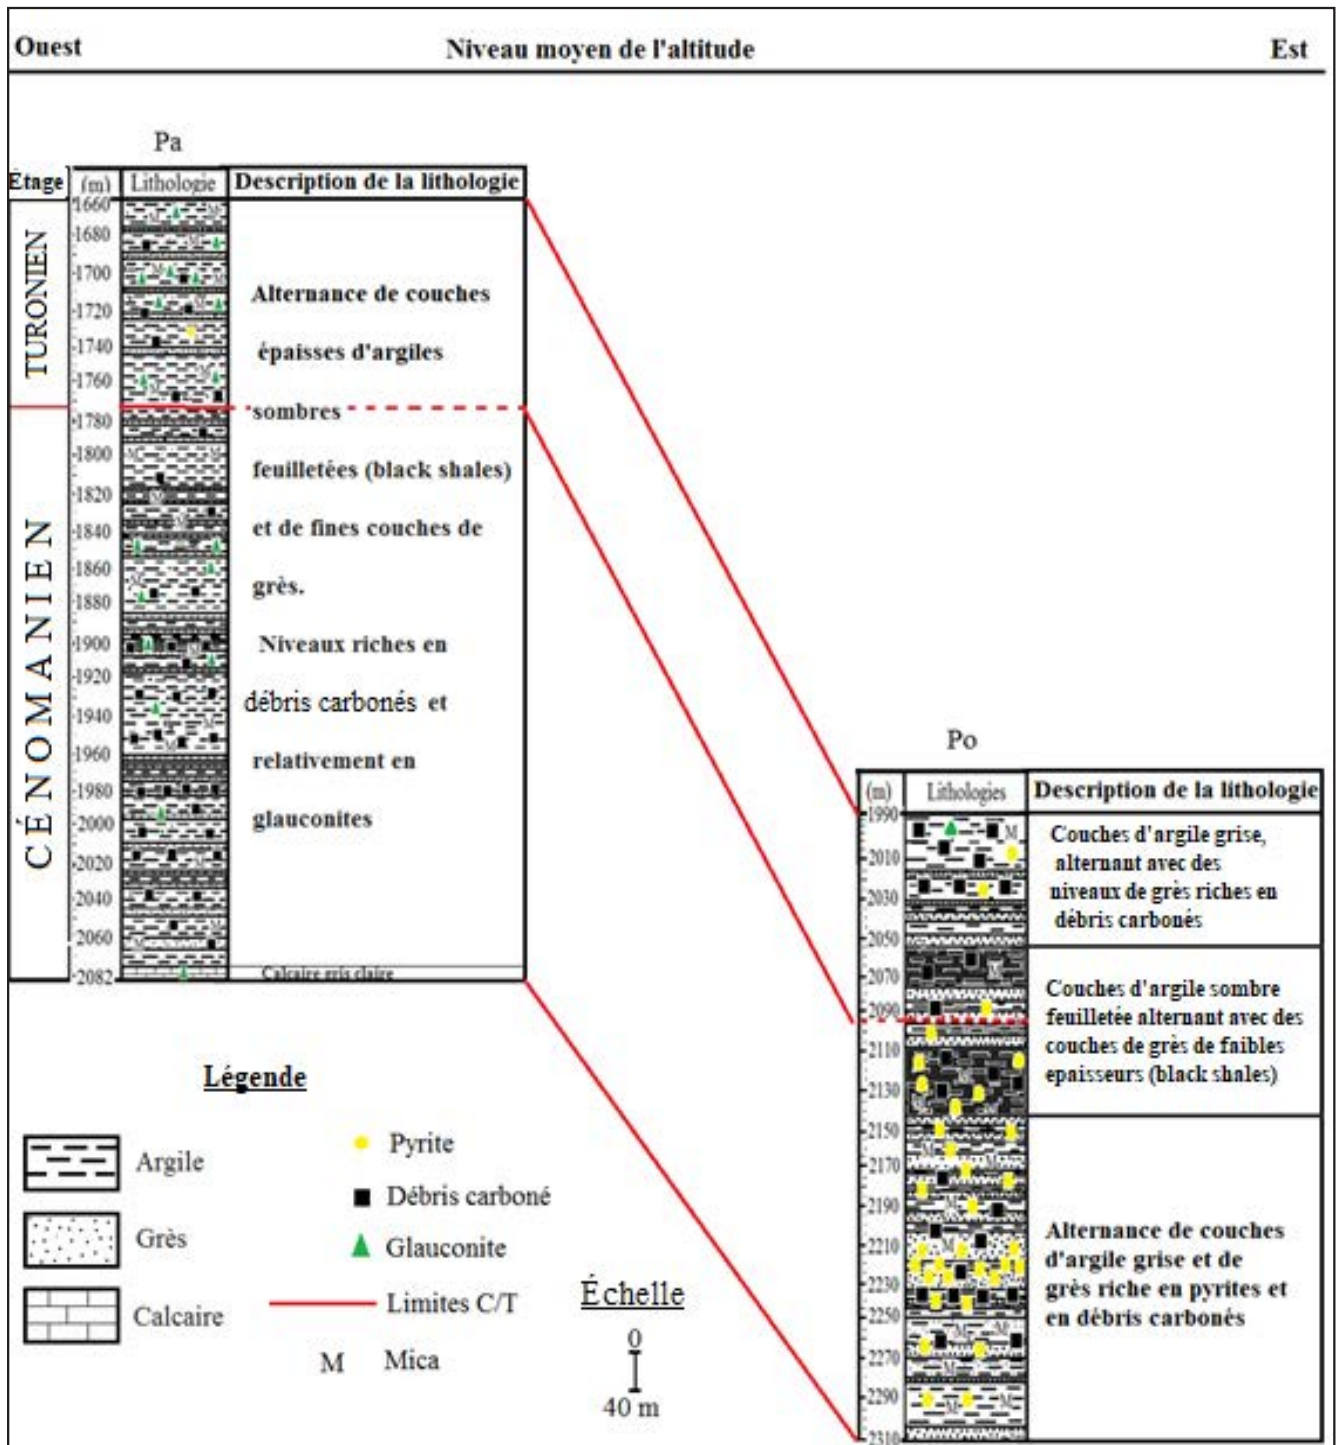 Ouest Niveau moyen de l'altitude Est
Pa
Étage (m) Lithologie Description de la lithologie
TURONIEN
CÉNOMANIEN
1660
1680
1700
1720
1740
1760
1780
1800
1820
1840
1860
1880
1900
1920
1940
1960
1980
2000
2020
2040
2060
2082
Alternance de couches
épaisses d'argiles
sombres
feuilletées (black shales)
et de fines couches de
grès.
Niveaux riches en
débris carbonés et
relativement en
glauconites
Calcaire gris claire
Po
(m) Lithologies Description de la lithologie
1990
2010
2030
2050
2070
2090
2110
2130
2150
2170
2190
2210
2230
2250
2270
2290
2310
Couches d'argile grise,
alternant avec des
niveaux de grès riches en
débris carbonés
Couches d'argile sombre
feuilletée alternant avec des
couches de grès de faibles
epaisseurs (black shales)
Alternance de couches
d'argile grise et de
grès riche en pyrites et
en débris carbonés
Légende
Argile
Grès
Calcaire
Pyrite
Débris carboné
Glauconite
Limites C/T
M Mica
Échelle
0
40 m